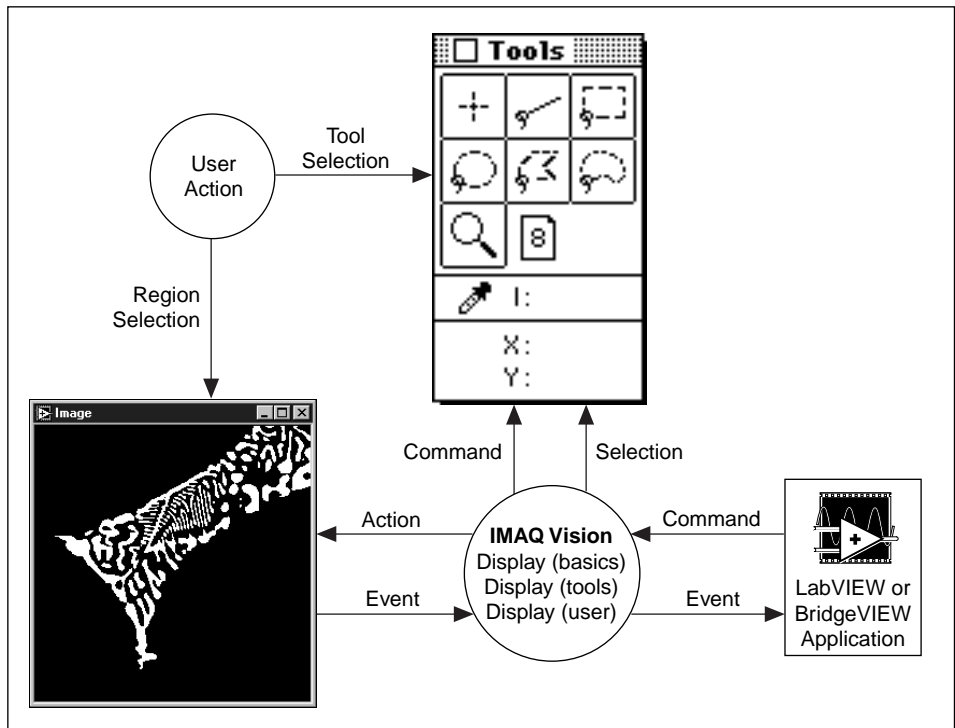 Tools
User
Action
Tool
Selection
8
I:
X:
Y:
Region
Selection
Image
Command
Selection
Action
Event
IMAQ Vision
Display (basics)
Display (tools)
Display (user)
Command
Event
LabVIEW or
BridgeVIEW
Application